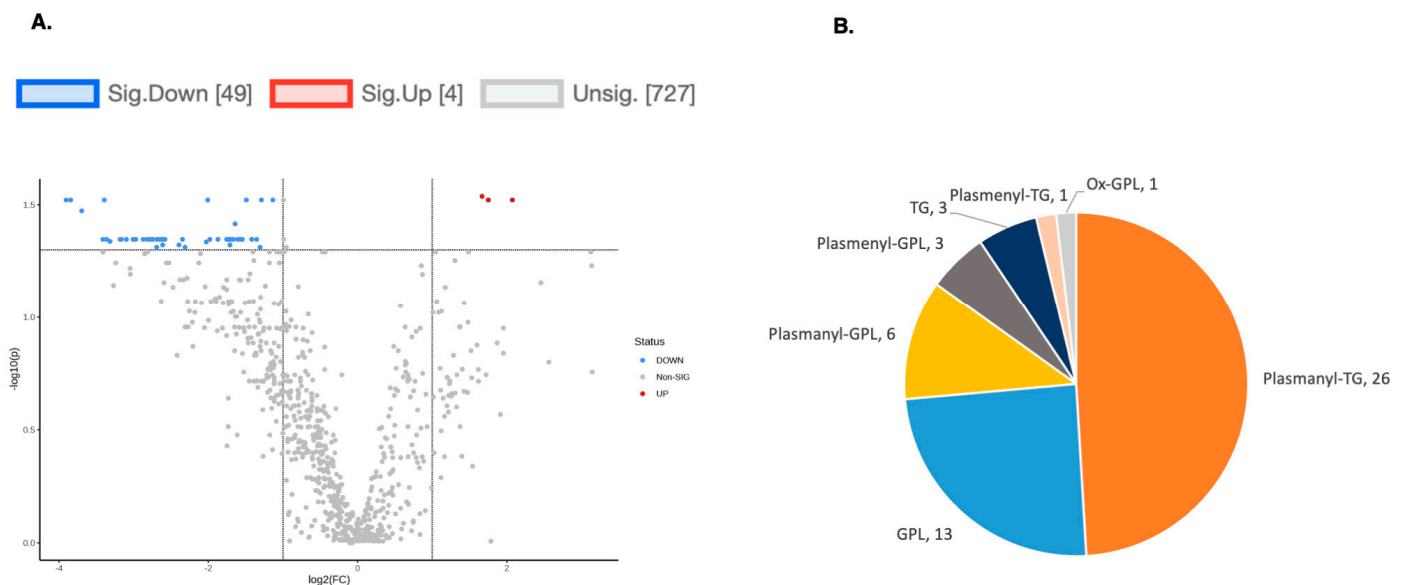 A.
B.
Sig.Down [49] Sig.Up [4] Unsig. [727]
1.5
1.0
0.5
0.0
-log10(p)
-4 -2 0 2
log2(FC)
Status
DOWN
Non-SIG
UP
Plasmenyl-TG, 1
Ox-GPL, 1
TG, 3
Plasmenyl-GPL, 3
Plasmanyl-GPL, 6
Plasmanyl-TG, 26
GPL, 13